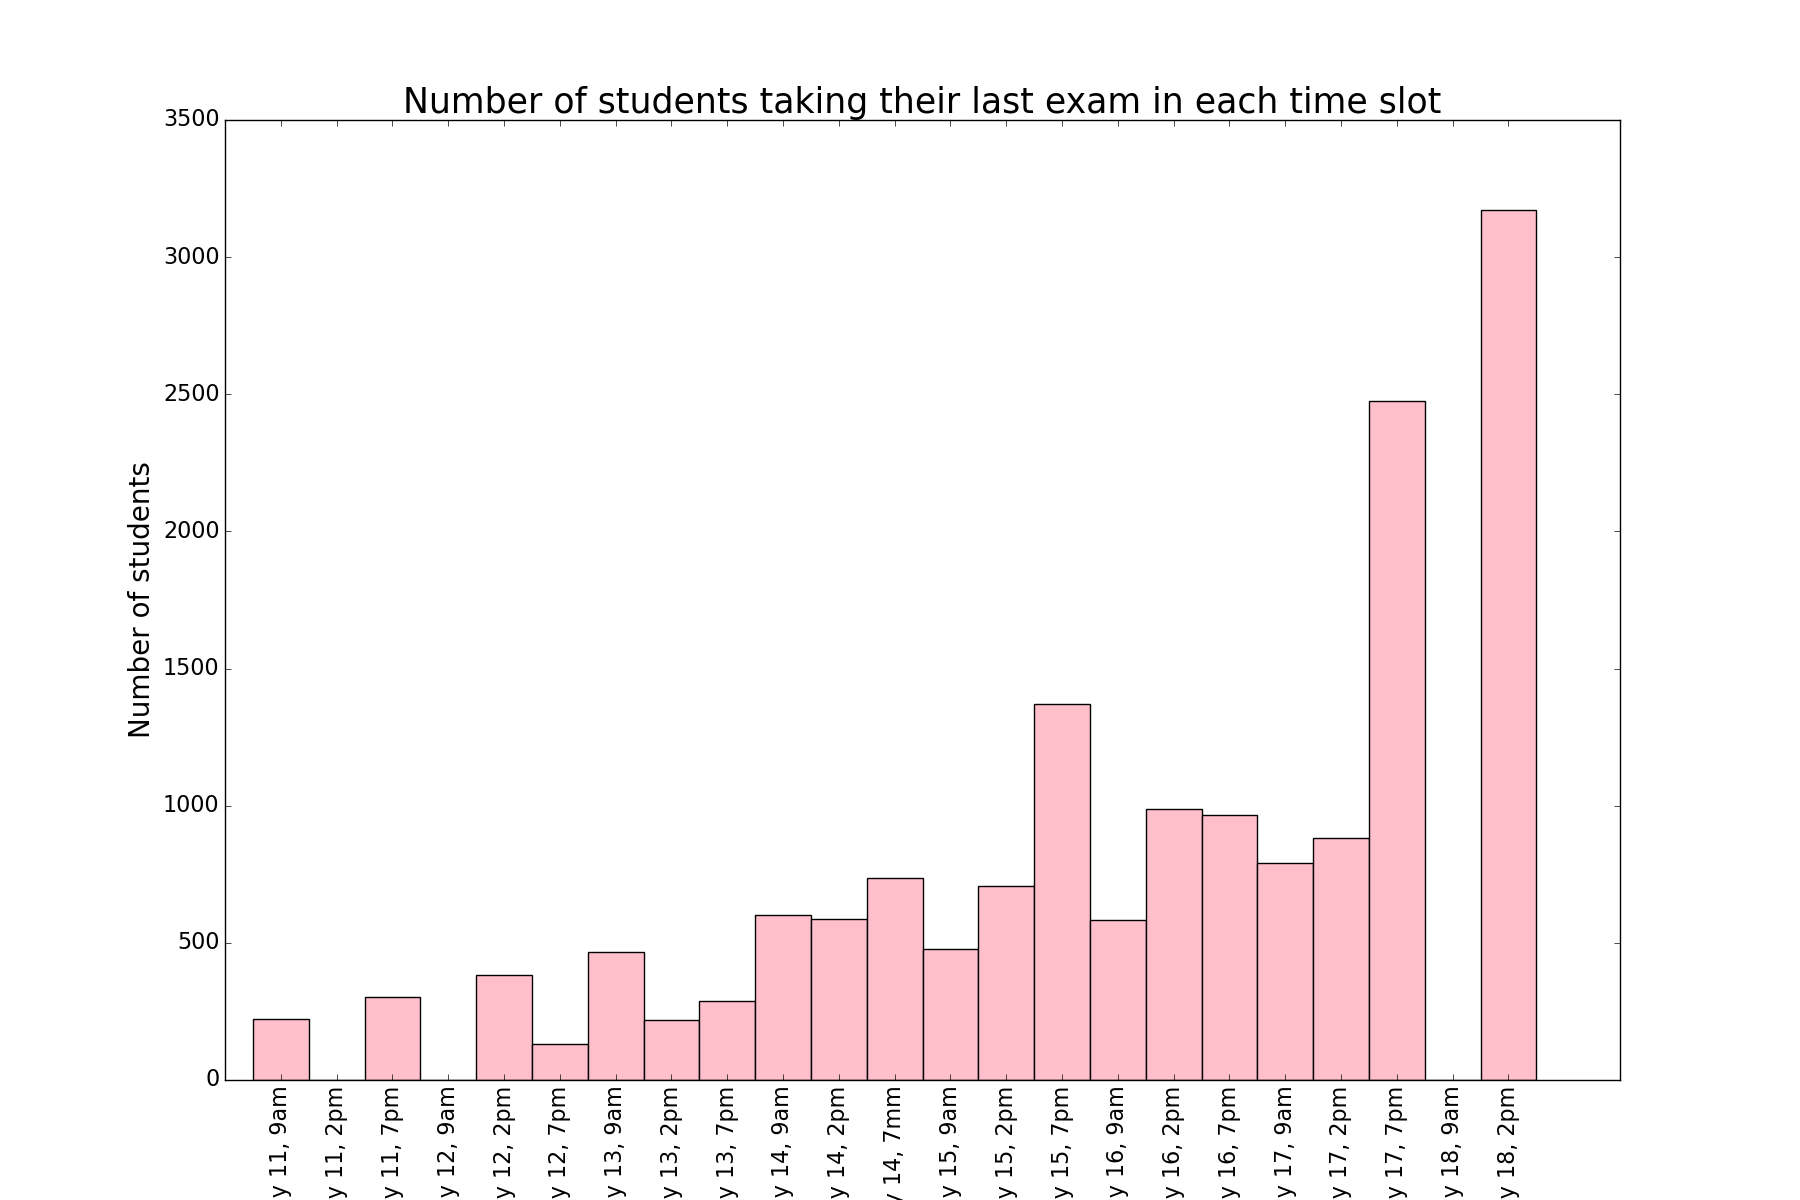 Number of students taking their last exam in each time slot
3500
3000
2500
2000
1500
1000
500
0
Number of students
y 11, 9am
y 11, 2pm
y 11, 7pm
y 12, 9am
y 12, 2pm
y 12, 7pm
y 13, 9am
y 13, 2pm
y 13, 7pm
y 14, 9am
y 14, 2pm
y 14, 7mm
y 15, 9am
y 15, 2pm
y 15, 7pm
y 16, 9am
y 16, 2pm
y 16, 7pm
y 17, 9am
y 17, 2pm
y 17, 7pm
y 18, 9am
y 18, 2pm